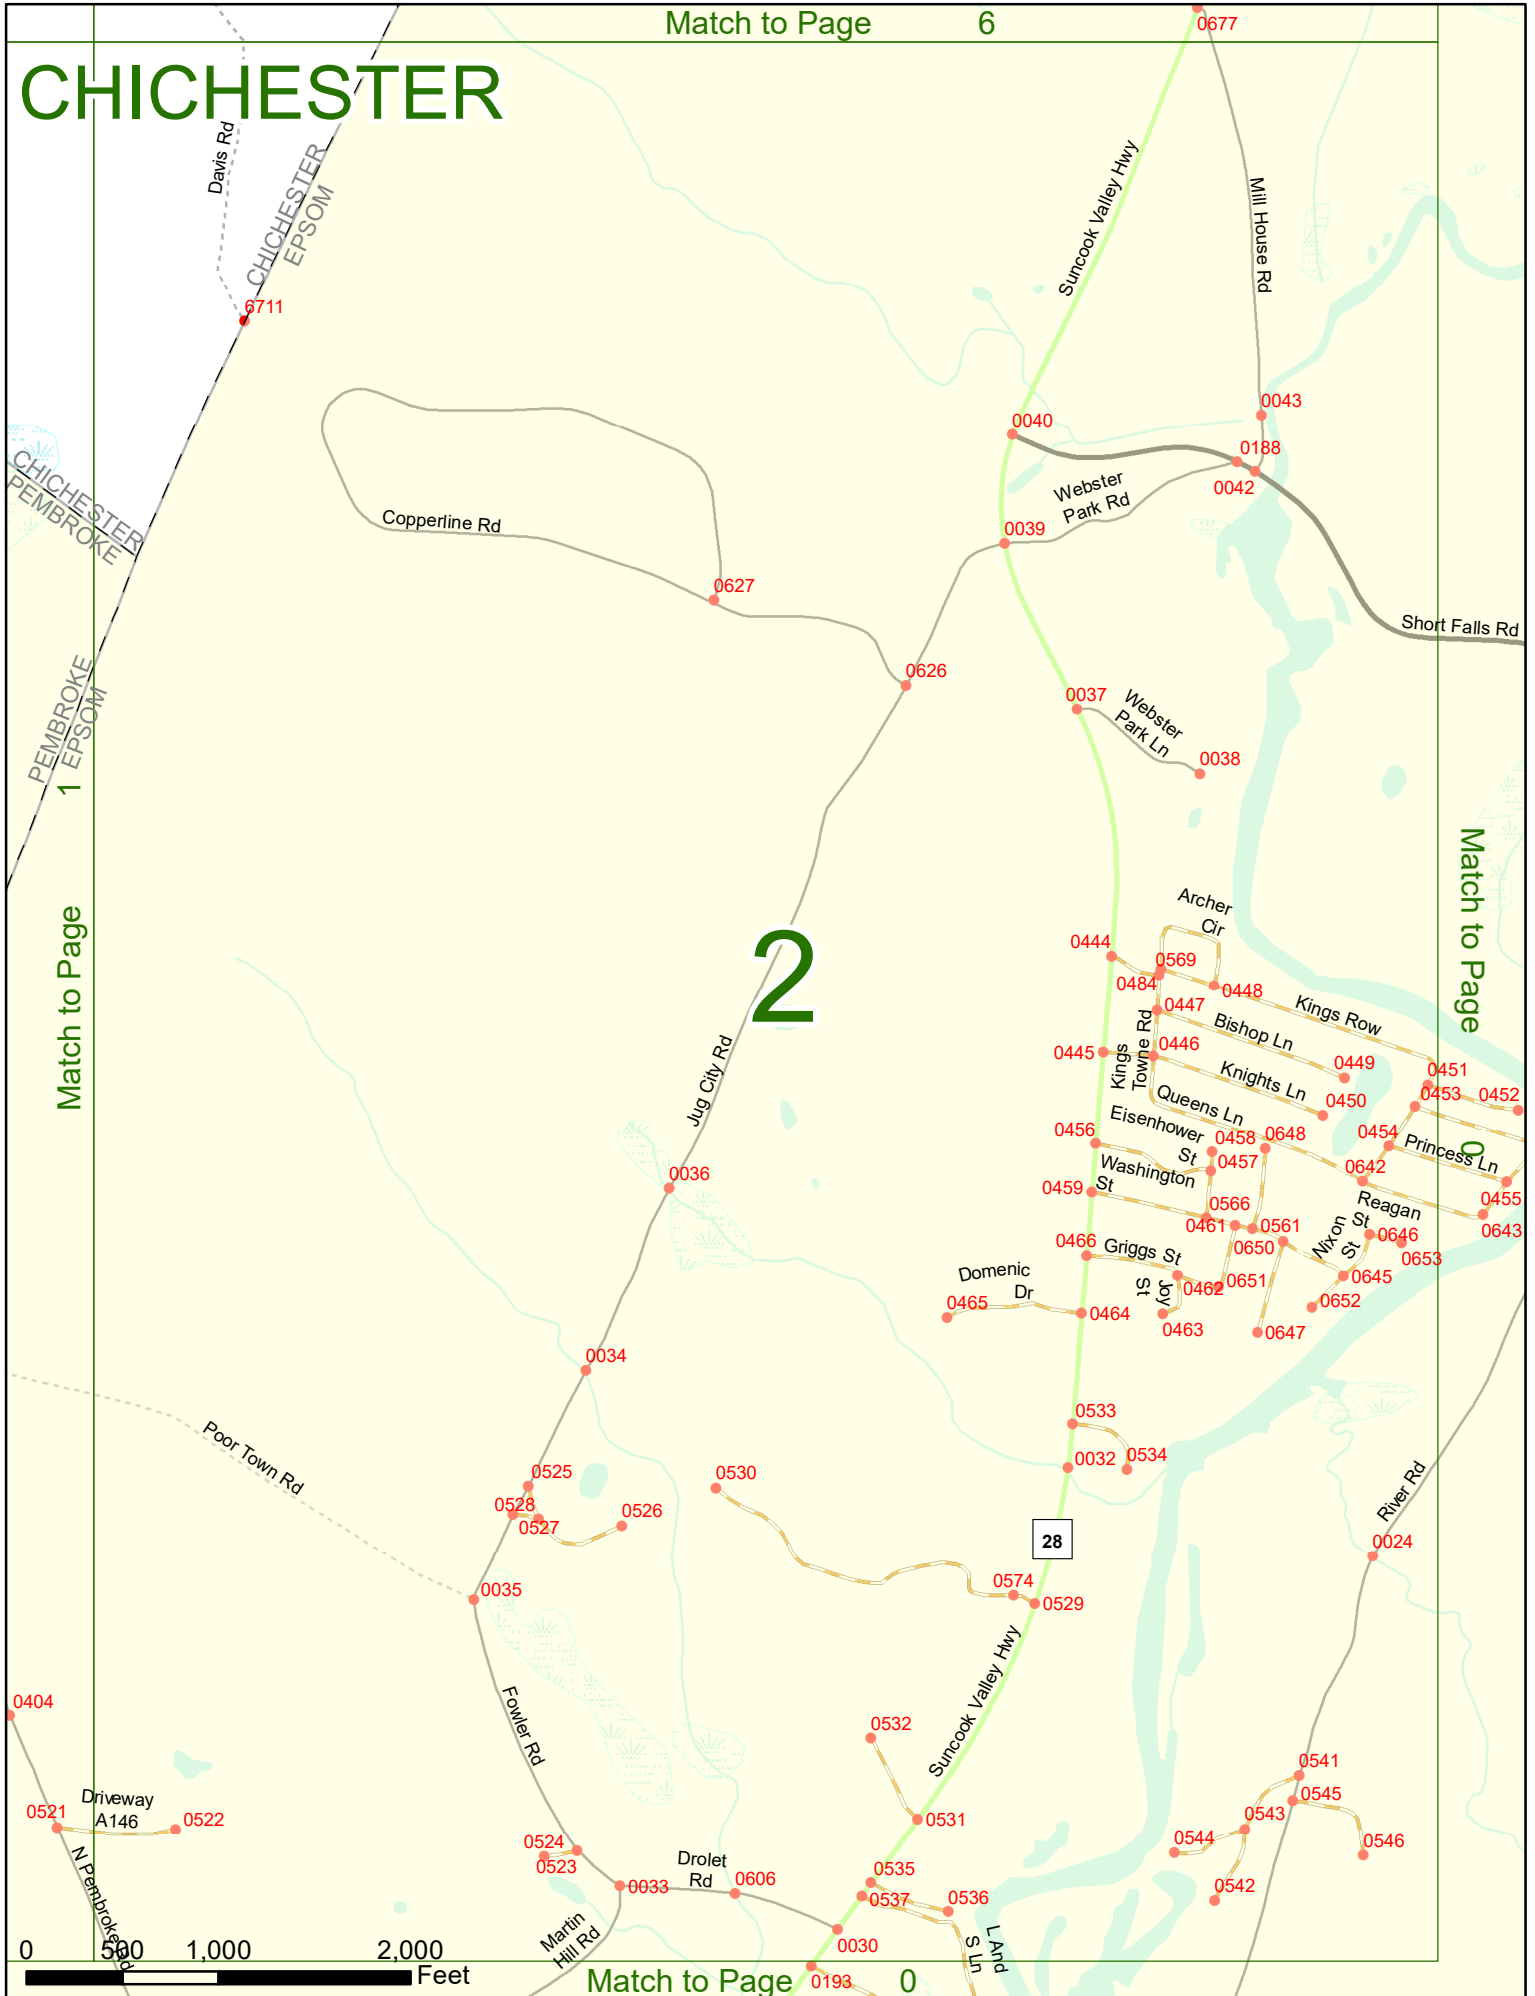 Match to Page 6
0677
CHICHESTER
Davis Rd
CHICHESTER
EPSOM
Suncook Valley Hwy
Mill House Rd
6711
0043
0040
0188
CHICHESTER
PEMBROKE
0042
Webster
Park Rd
Copperline Rd
0039
0627
Short Falls Rd
0626
PEMBROKE
EPSOM
0037
Webster
Park Ln
0038
1
Match to Page
Match to Page
0
2
Archer
Cir
0444
0569
0484
0448
0447
Kings Row
Kings
Towne Rd
Bishop Ln
0445
0446
0449
0451
Knights Ln
0453
0452
0450
Jug City Rd
Queens Ln
Eisenhower
St
0456
0458
0648
0454
0457
Princess Ln
Washington
St
0642
0036
0459
0455
Reagan
St
0566
0461
0561
0643
0646
Nixon
St
0650
0653
0466
Griggs St
Domenic
Dr
0645
0462
0651
Joy
St
0465
0464
0652
0463
0647
0034
0533
Poor Town Rd
0032
0534
0525
0530
River Rd
0528
0526
0527
28
0024
0574
0035
0529
Suncook Valley Hwy
0404
Fowler Rd
0532
0541
Driveway
A146
0545
0521
0522
0531
0543
0544
0546
0524
0523
Drolet
Rd
0535
0033
0606
0537
0536
0542
N Pembroke Rd
Martin
Hill Rd
L And
S Ln
0030
0 500 1,000 2,000
Feet
0193
Match to Page 0